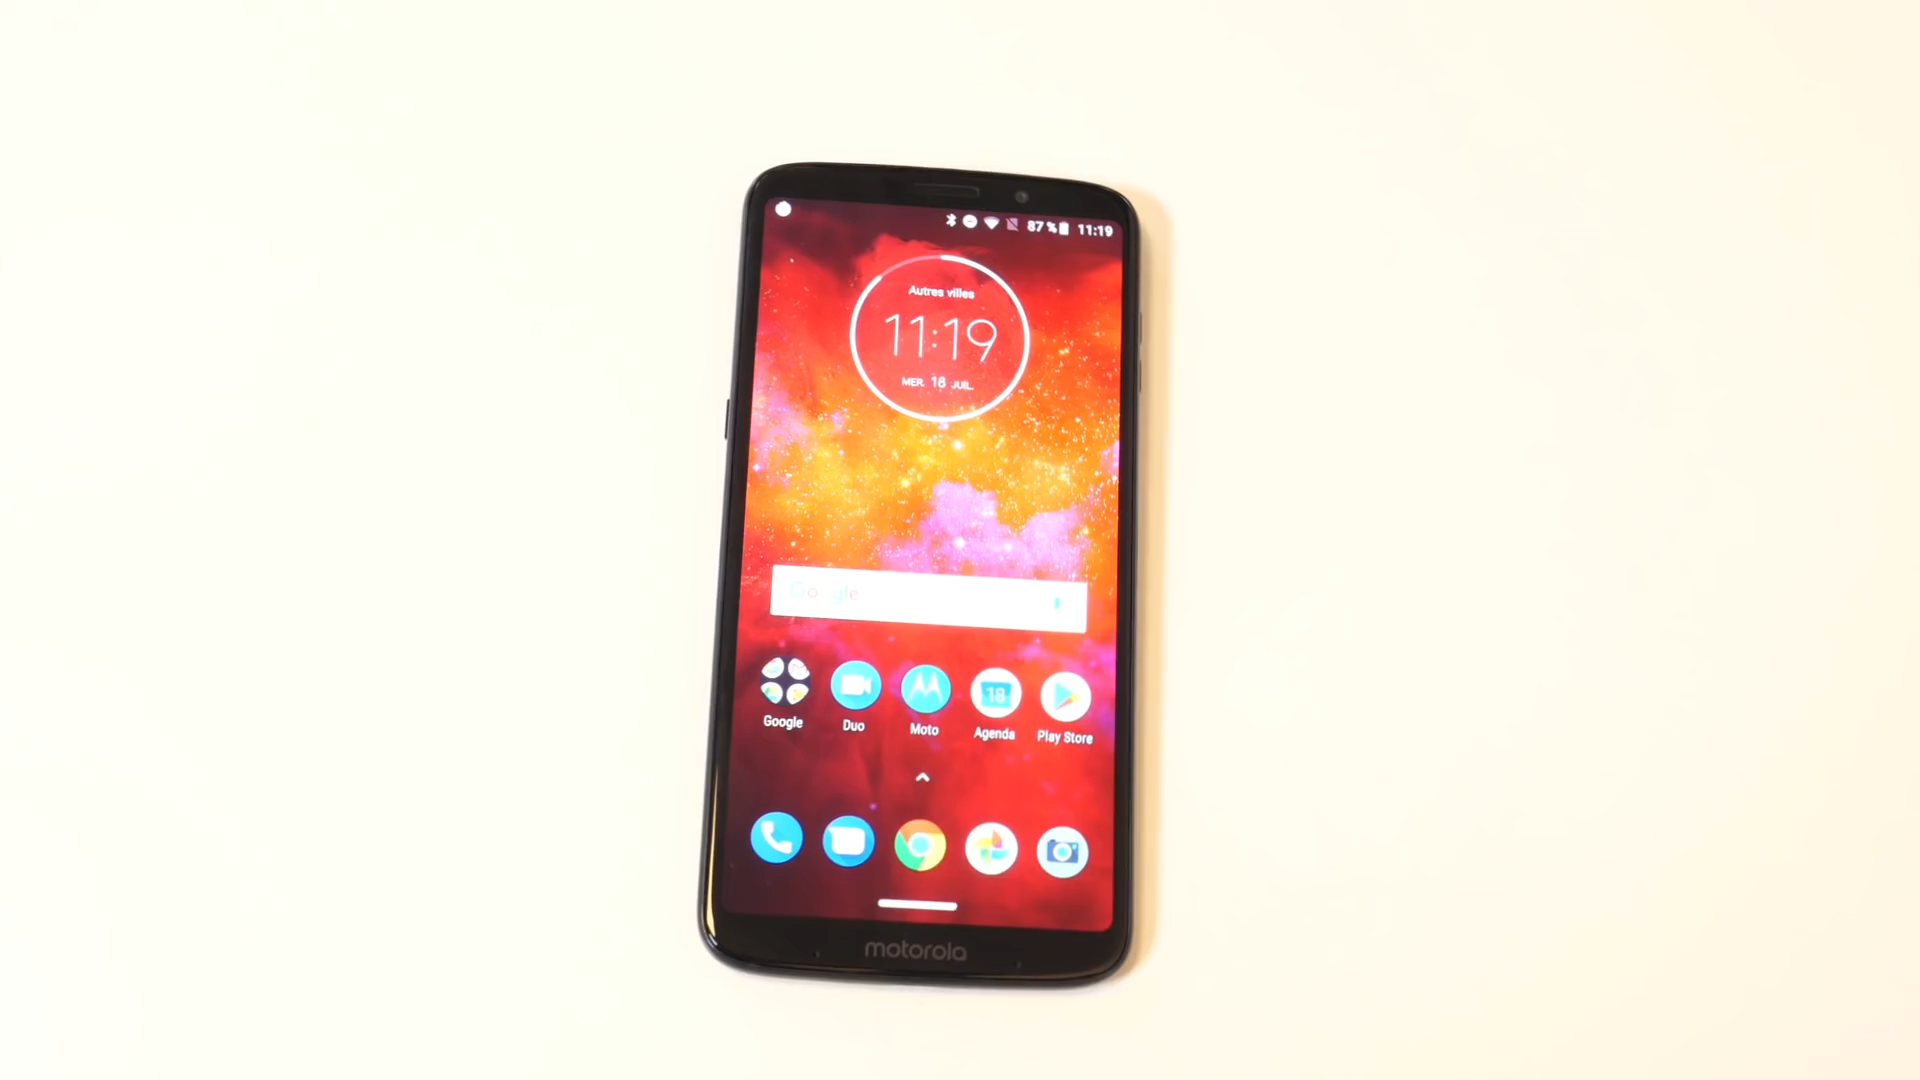 87 % 11:19
Autres villes
11:19
MER. 18 JUIL.
Google
18
Google Duo Moto Agenda Play Store
motorola